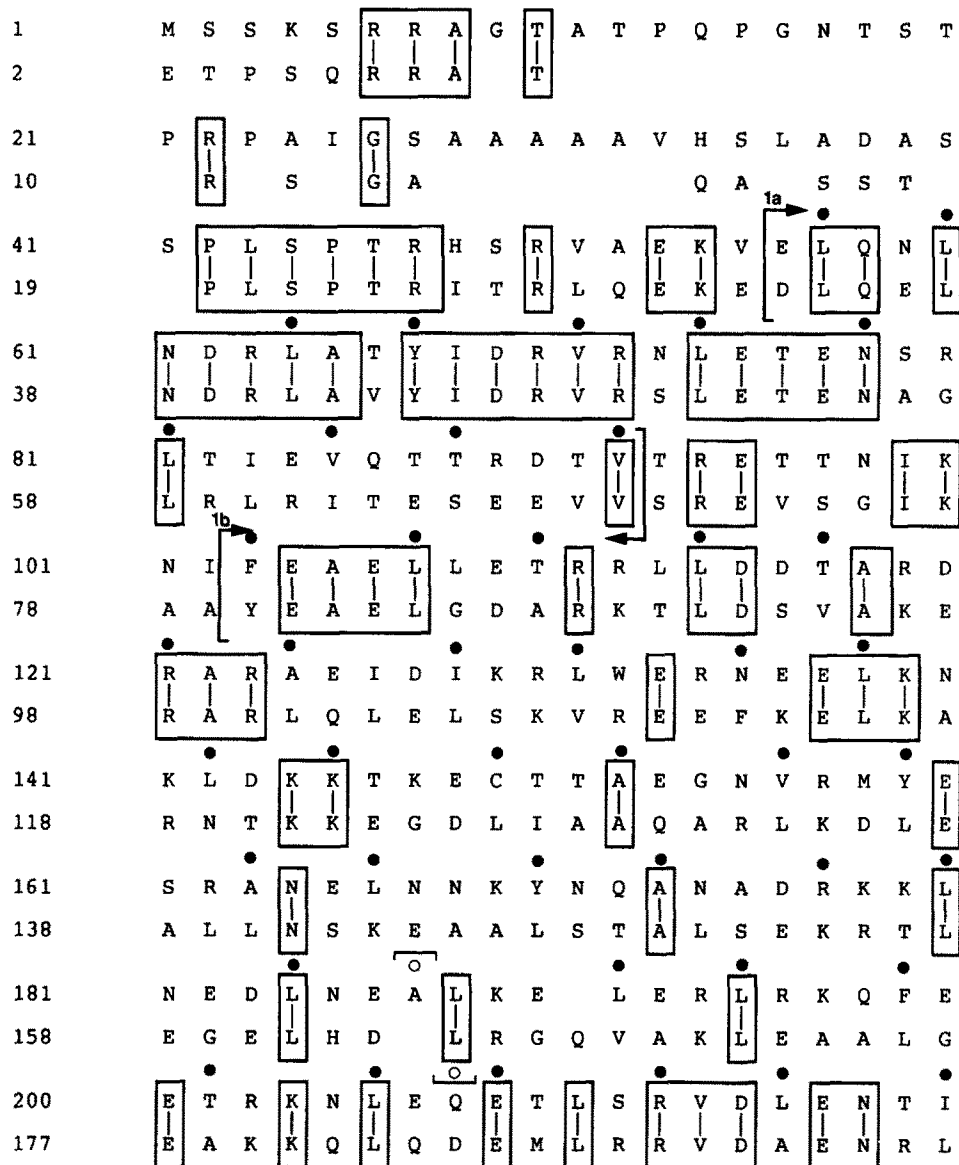 1 M S S K S R R A G T A T P Q P G N T S T
2 E T P S Q R R A T
21 P R P A I G S A A A A A V H S L A D A S
10 R S G A Q A S S T
1a
41 S P L S P T R H S R V A E K V E L Q N L
19 P L S P T R I T R L Q E K E D L Q E L
61 N D R L A T Y I D R V R N L E T E N S R
38 N D R L A V Y I D R V R S L E T E N A G
81 L T I E V Q T T R D T V T R E T T N I K
58 L R L R I T E S E E V V S R E V S G I K
1b
101 N I F E A E L L E T R R L L D D T A R D
78 A A Y E A E L G D A R K T L D S V A K E
121 R A R A E I D I K R L W E R N E E L K N
98 R A R L Q L E L S K V R E E F K E L K A
141 K L D K K T K E C T T A E G N V R M Y E
118 R N T K K E G D L I A A Q A R L K D L E
161 S R A N E L N N K Y N Q A N A D R K K L
138 A L L N S K E A A L S T A L S E K R T L
181 N E D L N E A L K E L E R L R K Q F E
158 E G E L H D L R G Q V A K L E A A L G
200 E T R K N L E Q E T L S R V D L E N T I
177 E A K K Q L Q D E M L R R V D A E N R L